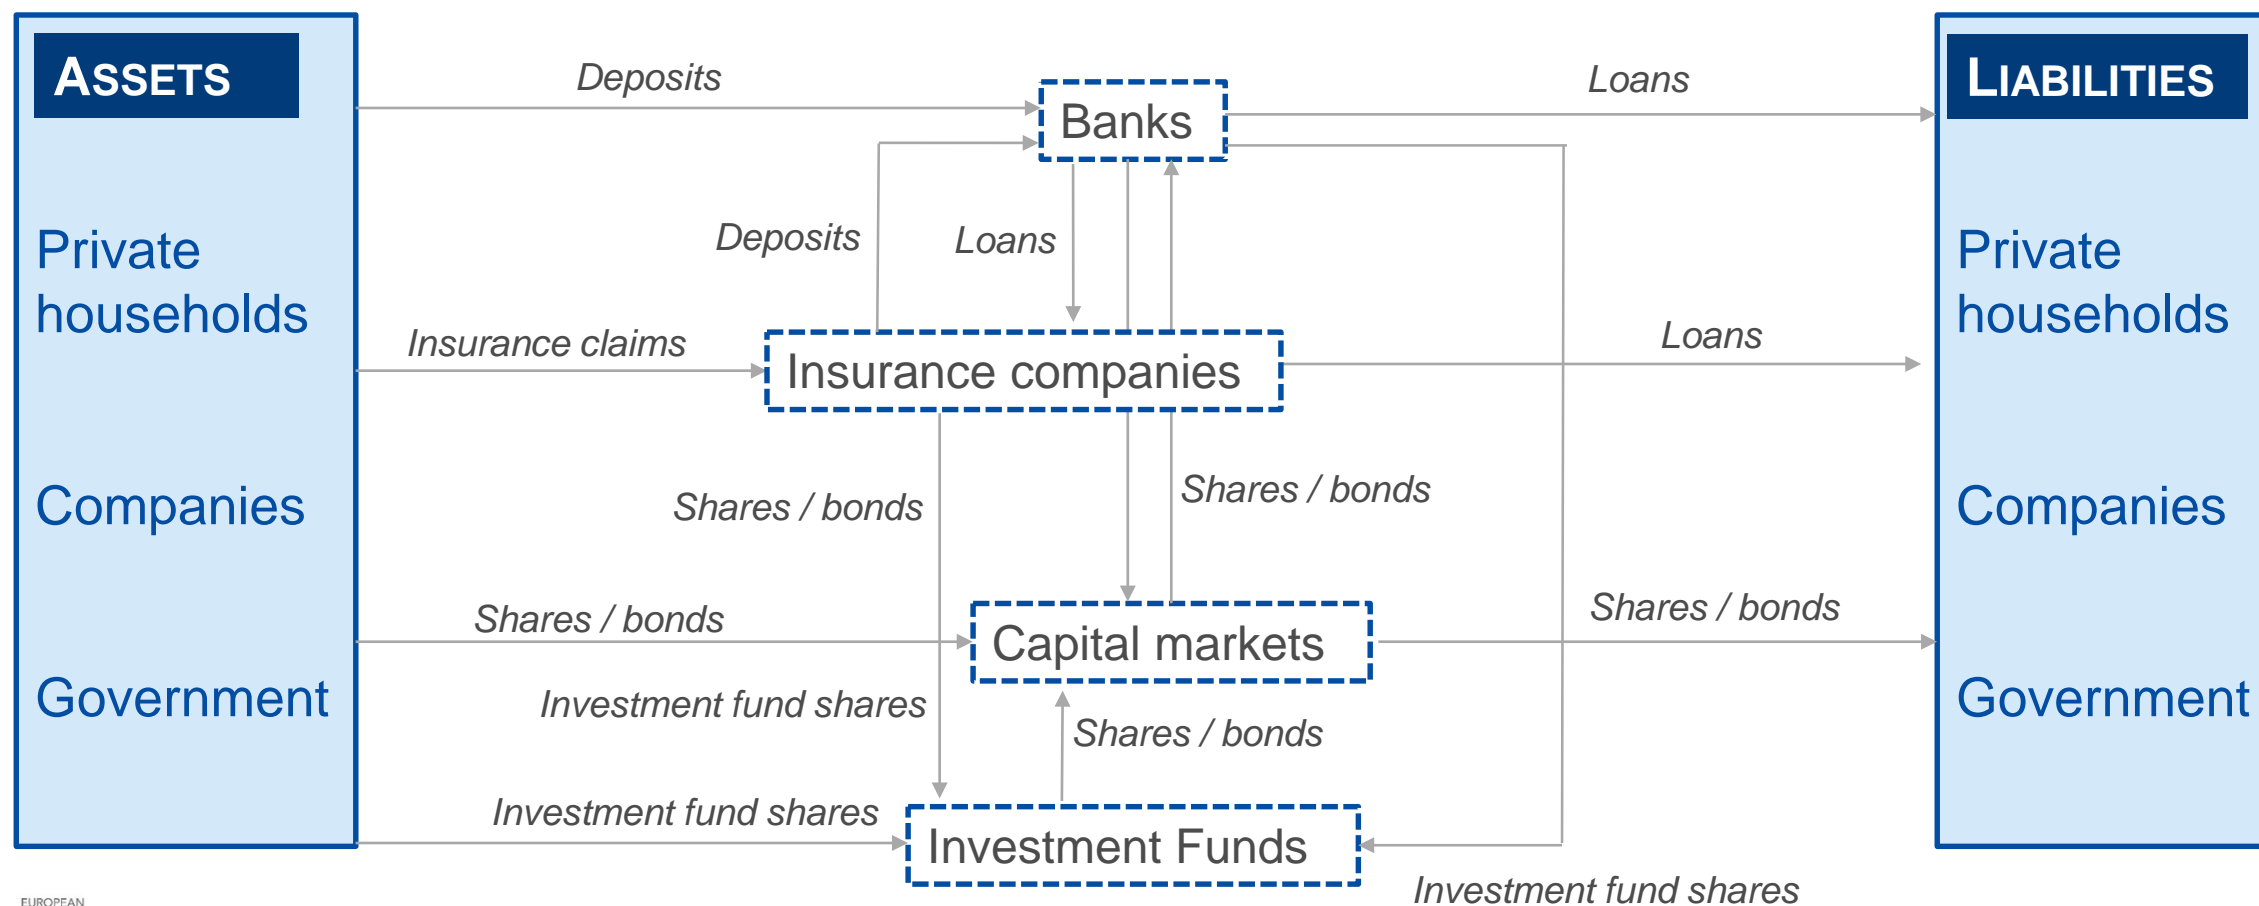 ASSETS
Deposits
Banks
Loans
LIABILITIES
Private
households
Deposits
Loans
Private
households
Insurance claims
Insurance companies
Loans
Companies
Shares / bonds
Shares / bonds
Companies
Shares / bonds
Capital markets
Shares / bonds
Government
Investment fund shares
Shares / bonds
Government
Investment fund shares
Investment Funds
Investment fund shares
EUROPEAN